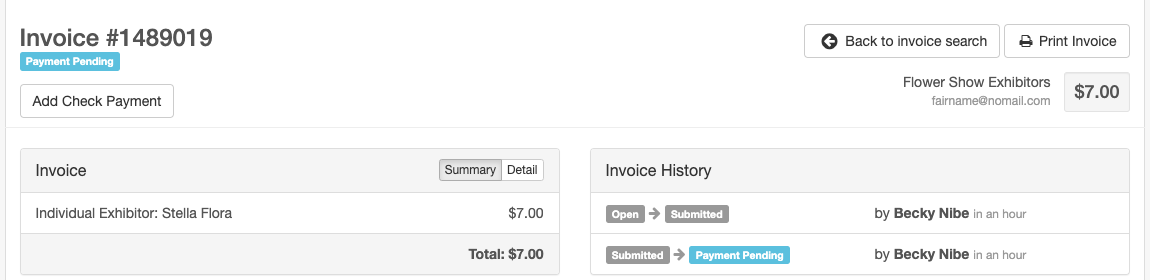 Invoice #1489019
Payment Pending
Back to invoice search
Print Invoice
Add Check Payment
Flower Show Exhibitors
fairname@nomail.com
$7.00
Invoice
Summary Detail
Individual Exhibitor: Stella Flora $7.00
Total: $7.00
Invoice History
Open Submitted by Becky Nibe in an hour
Submitted Payment Pending by Becky Nibe in an hour